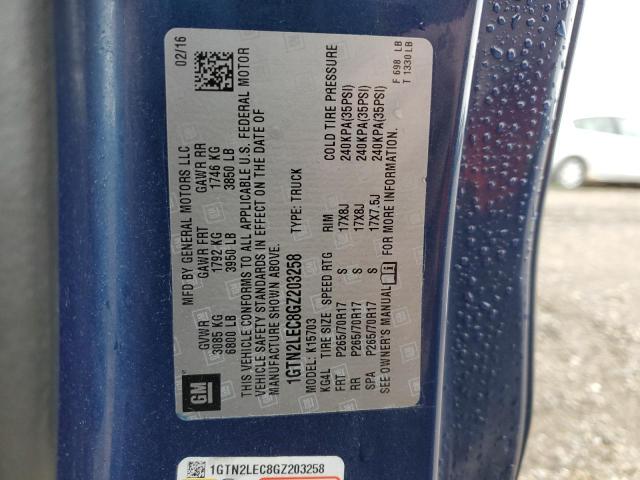 MFD BY GENERAL MOTORS LLC 02/16
GVWR GAWR FRT GAWR RR
3085 KG 1792 KG 1746 KG
6800 LB 3950 LB 3850 LB
THIS VEHICLE CONFORMS TO ALL APPLICABLE U.S. FEDERAL MOTOR
VEHICLE SAFETY STANDARDS IN EFFECT ON THE DATE OF
MANUFACTURE SHOWN ABOVE.
1GTN2LEC8GZ203258 TYPE: TRUCK
MODEL: K15703
KG4L TIRE SIZE SPEED RTG RIM COLD TIRE PRESSURE
FRT P265/70R17 S 17X8J 240KPA(35PSI)
RR P265/70R17 S 17X8J 240KPA(35PSI)
SPA P265/70R17 S 17X7.5J 240KPA(35PSI)
SEE OWNER'S MANUAL FOR MORE INFORMATION.
F 698 LB
T 1330 LB
GM
1GTN2LEC8GZ203258